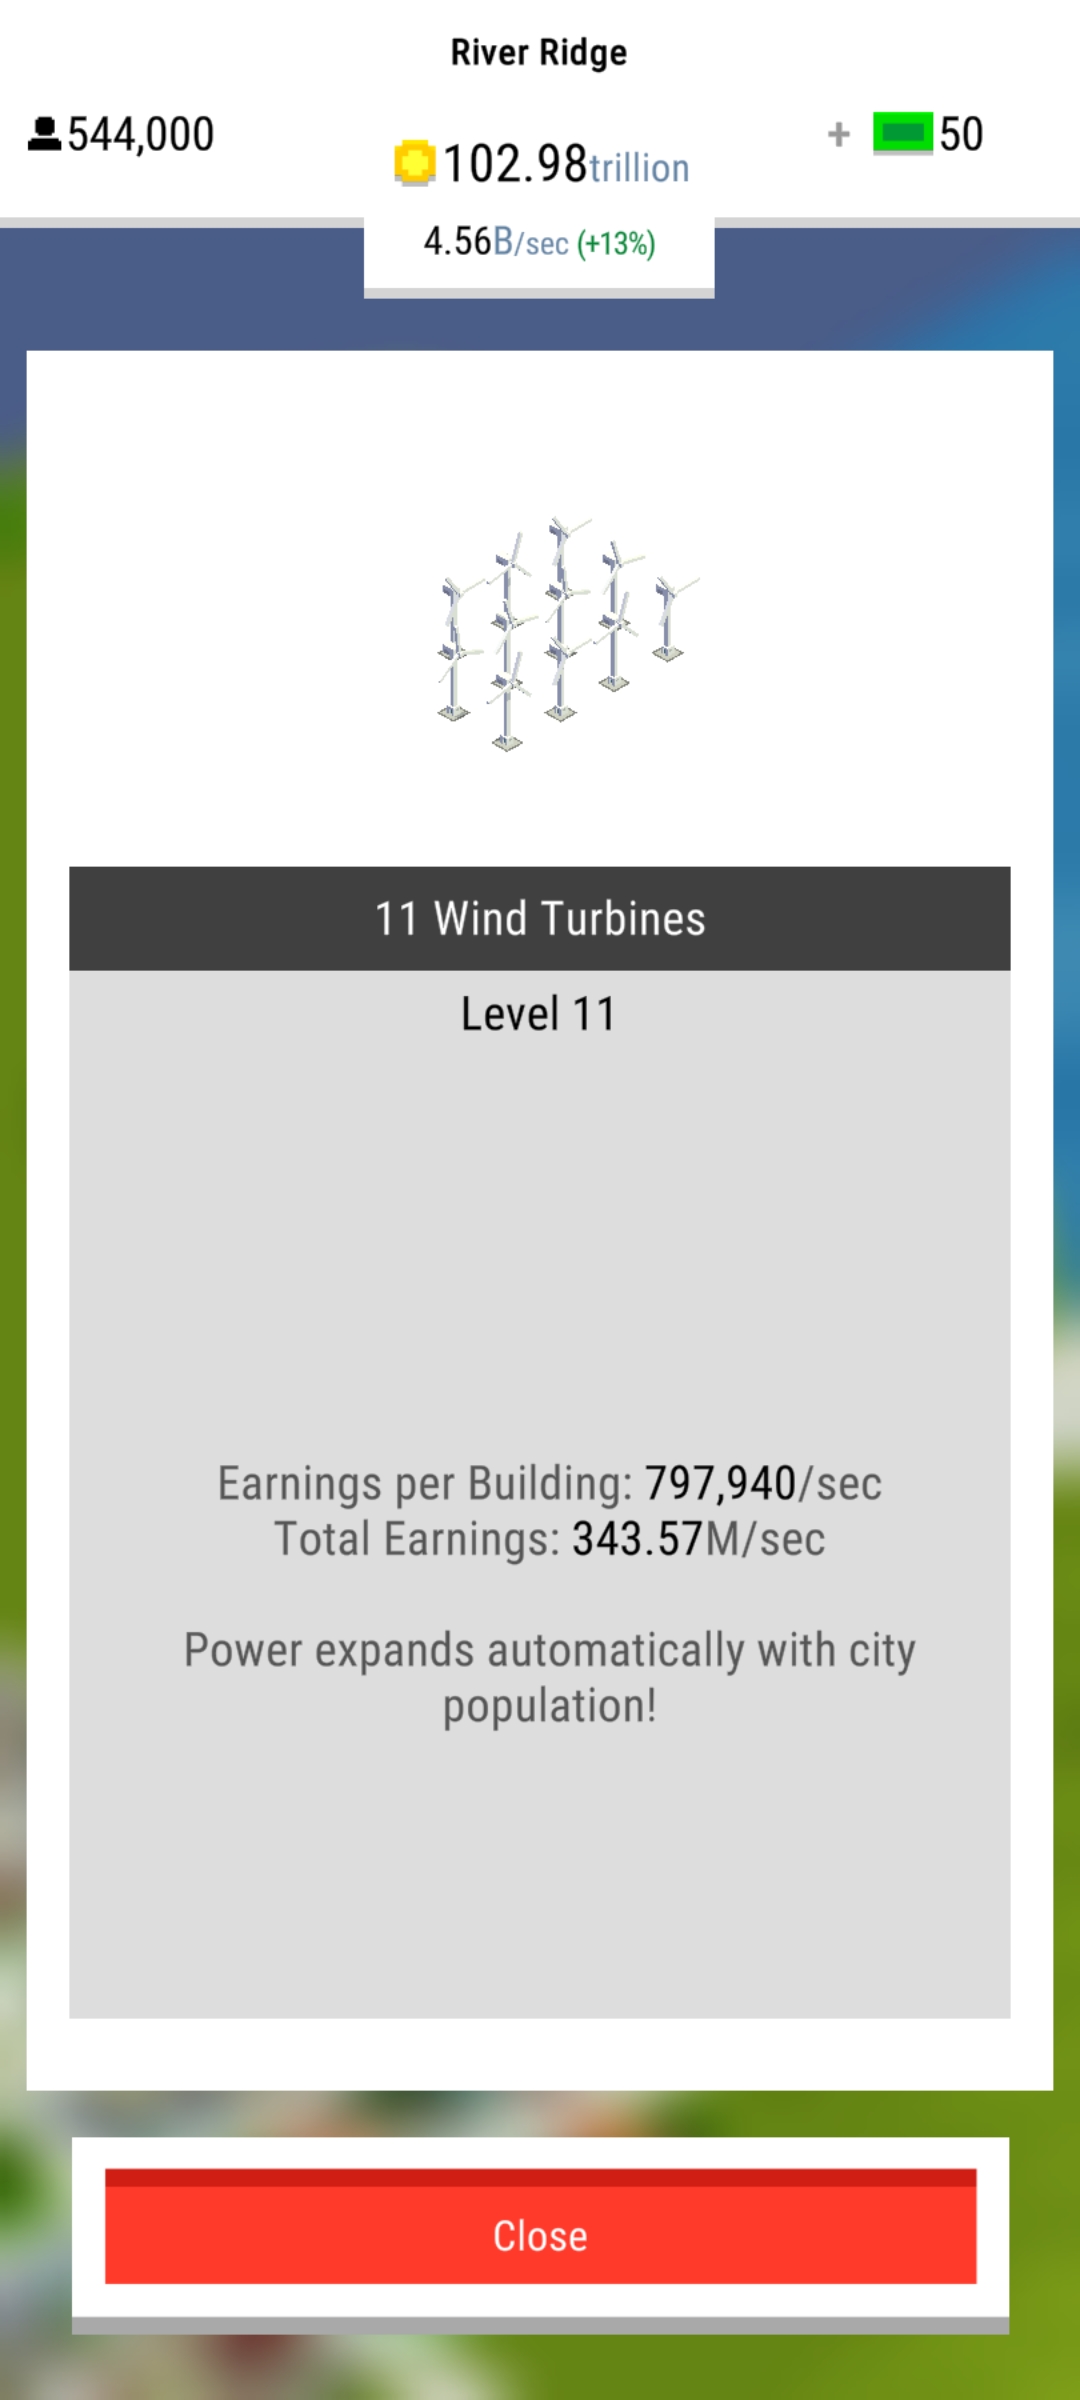 River Ridge
544,000
+ 50
102.98trillion
4.56B/sec (+13%)
11 Wind Turbines
Level 11
Earnings per Building: 797,940/sec
Total Earnings: 343.57M/sec
Power expands automatically with city
population!
Close